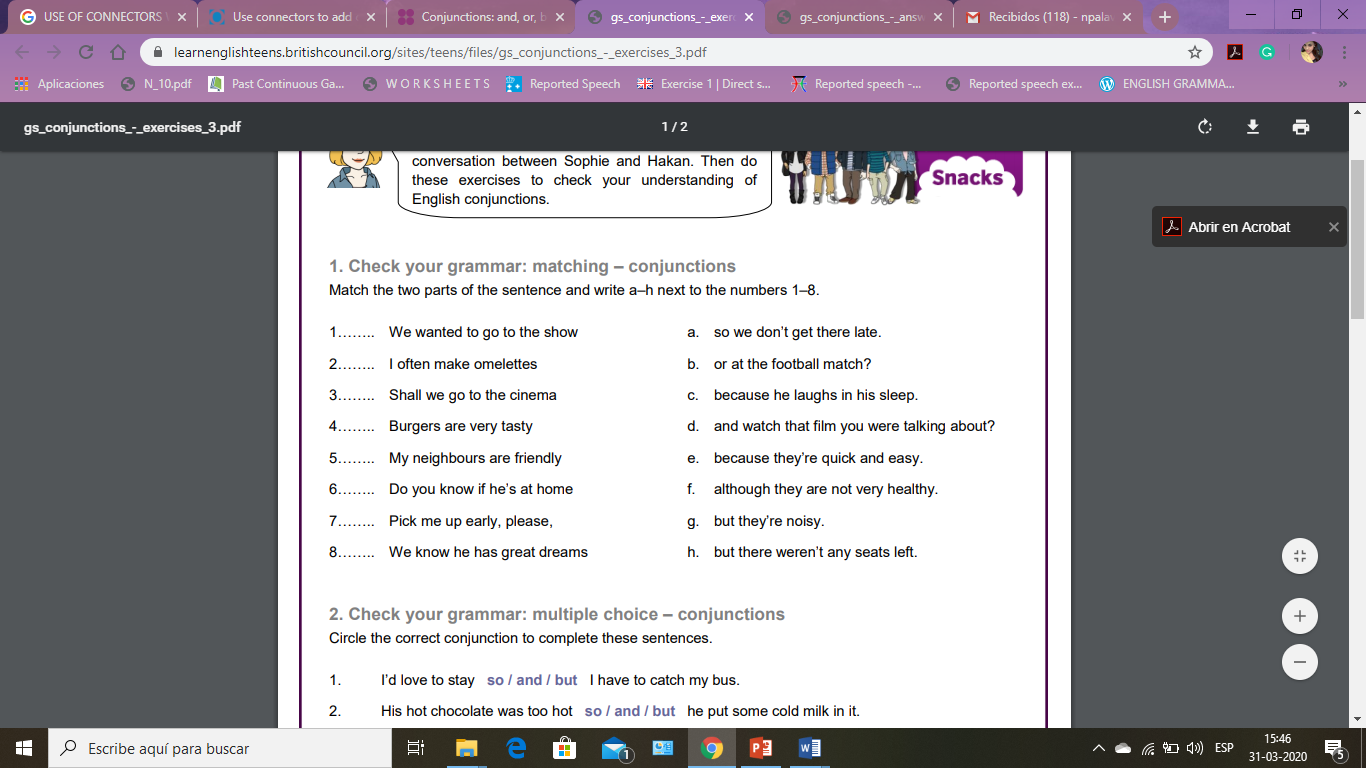 USE OF CONNECTORS
Use connectors to add
Conjunctions: and, or, b
gs_conjunctions_-_exer
gs_conjunctions_-_answ
Recibidos (118) - npalav
learnenglishteens.britishcouncil.org/sites/teens/files/gs_conjunctions_-_exercises_3.pdf
Aplicaciones
N_10.pdf
Past Continuous Ga...
W O R K S H E E T S
Reported Speech
Exercise 1 | Direct s...
Reported speech -...
Reported speech ex...
ENGLISH GRAMMA...
gs_conjunctions_-_exercises_3.pdf
1 / 2
conversation between Sophie and Hakan. Then do
these exercises to check your understanding of
English conjunctions.
Snacks
Abrir en Acrobat
1. Check your grammar: matching – conjunctions
Match the two parts of the sentence and write a–h next to the numbers 1–8.
1…….. We wanted to go to the show a. so we don't get there late.
2…….. I often make omelettes b. or at the football match?
3…….. Shall we go to the cinema c. because he laughs in his sleep.
4…….. Burgers are very tasty d. and watch that film you were talking about?
5…….. My neighbours are friendly e. because they're quick and easy.
6…….. Do you know if he's at home f. although they are not very healthy.
7…….. Pick me up early, please, g. but they're noisy.
8…….. We know he has great dreams h. but there weren't any seats left.
2. Check your grammar: multiple choice – conjunctions
Circle the correct conjunction to complete these sentences.
1. I'd love to stay so / and / but I have to catch my bus.
2. His hot chocolate was too hot so / and / but he put some cold milk in it.
Escribe aquí para buscar
1
ESP
15:46
31-03-2020
5